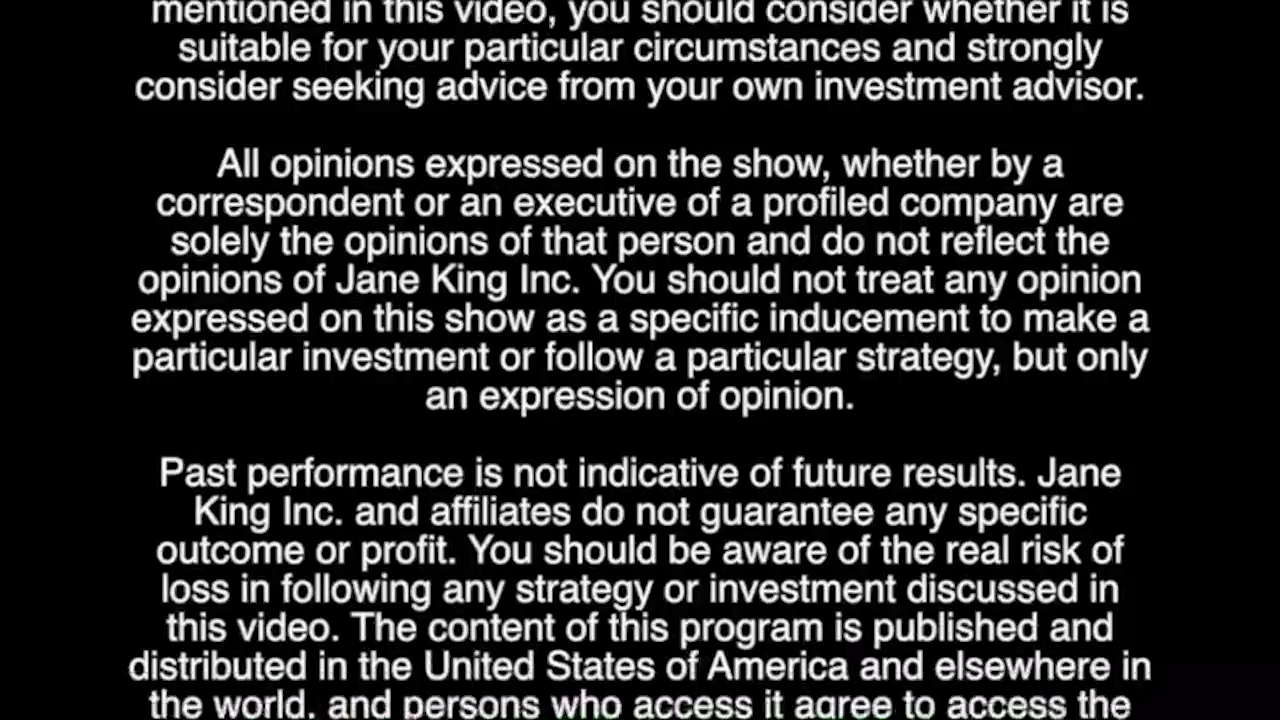 mentioned in this video, you should consider whether it is
suitable for your particular circumstances and strongly
consider seeking advice from your own investment advisor.
All opinions expressed on the show, whether by a
correspondent or an executive of a profiled company are
solely the opinions of that person and do not reflect the
opinions of Jane King Inc. You should not treat any opinion
expressed on this show as a specific inducement to make a
particular investment or follow a particular strategy, but only
an expression of opinion.
Past performance is not indicative of future results. Jane
King Inc. and affiliates do not guarantee any specific
outcome or profit. You should be aware of the real risk of
loss in following any strategy or investment discussed in
this video. The content of this program is published and
distributed in the United States of America and elsewhere in
the world, and persons who access it agree to access the